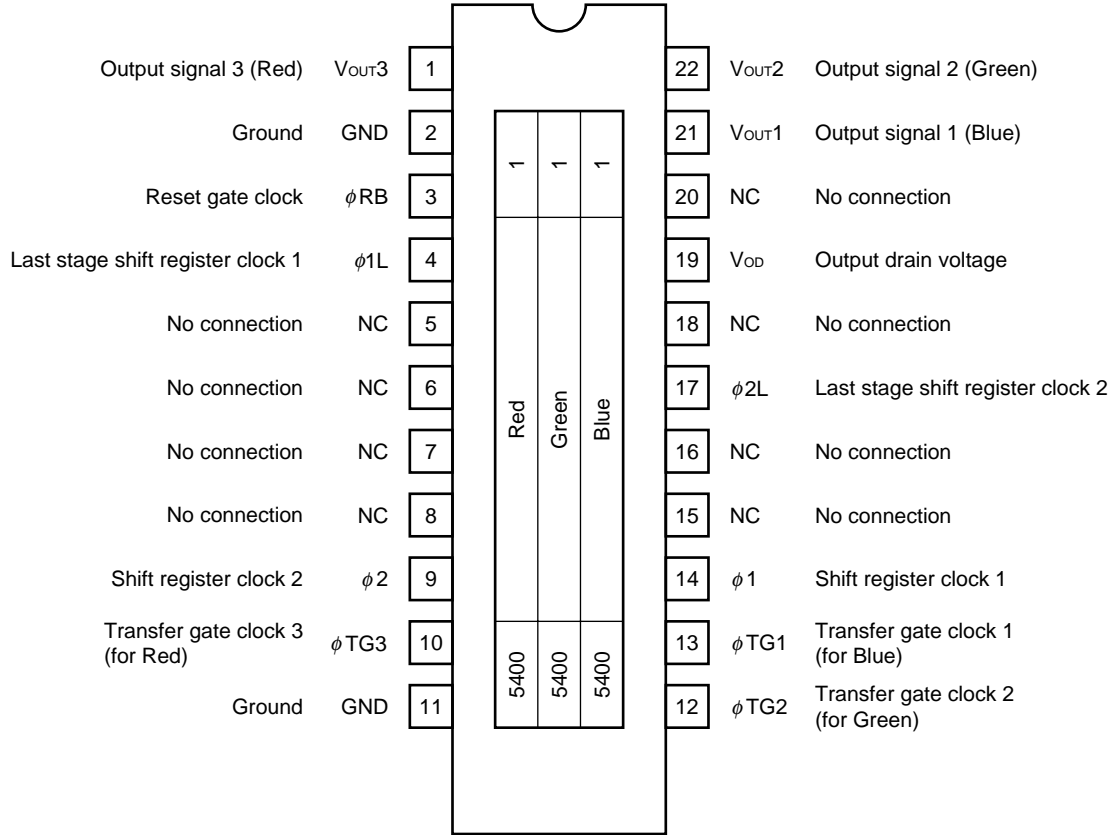 Output signal 3 (Red) VOUT3 1
Ground GND 2
Reset gate clock ϕRB 3
Last stage shift register clock 1 ϕ1L 4
No connection NC 5
No connection NC 6
No connection NC 7
No connection NC 8
Shift register clock 2 ϕ2 9
Transfer gate clock 3
(for Red) ϕTG3 10
Ground GND 11
1 1 1
Red Green Blue
5400 5400 5400
22 VOUT2 Output signal 2 (Green)
21 VOUT1 Output signal 1 (Blue)
20 NC No connection
19 VOD Output drain voltage
18 NC No connection
17 ϕ2L Last stage shift register clock 2
16 NC No connection
15 NC No connection
14 ϕ1 Shift register clock 1
13 ϕTG1 Transfer gate clock 1
(for Blue)
12 ϕTG2 Transfer gate clock 2
(for Green)